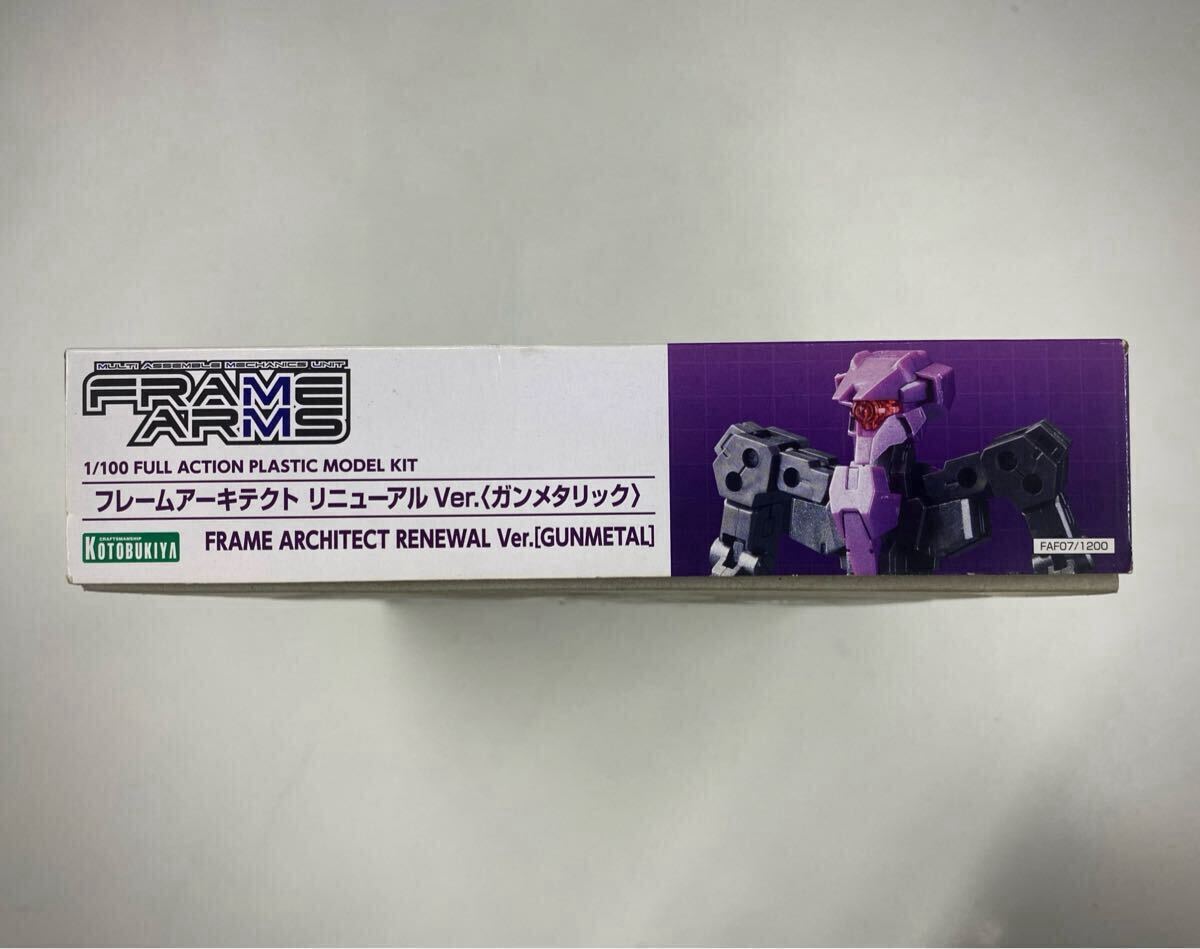 MULTI ASSEMBLE MECHANICS UNIT
FRAME
ARMS
1/100 FULL ACTION PLASTIC MODEL KIT
フレームアーキテクト リニューアル Ver.〈ガンメタリック〉
CRAFTSMANSHIP
KOTOBUKIYA
FRAME ARCHITECT RENEWAL Ver.[GUNMETAL]
FAF07/1200